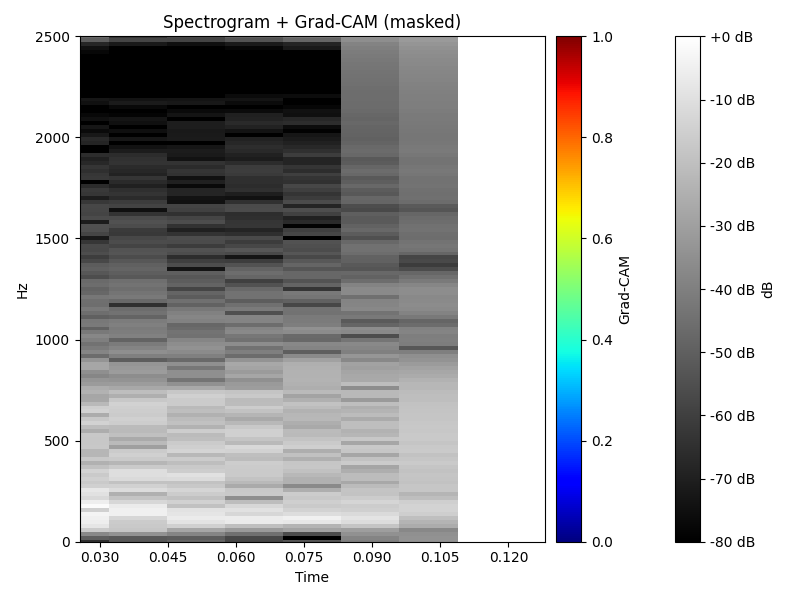 Spectrogram + Grad-CAM (masked)
2500
2000
1500
1000
500
0
Hz
0.030
0.045
0.060
0.075
0.090
0.105
0.120
Time
1.0
0.8
0.6
0.4
0.2
0.0
Grad-CAM
+0 dB
-10 dB
-20 dB
-30 dB
-40 dB
-50 dB
-60 dB
-70 dB
-80 dB
dB